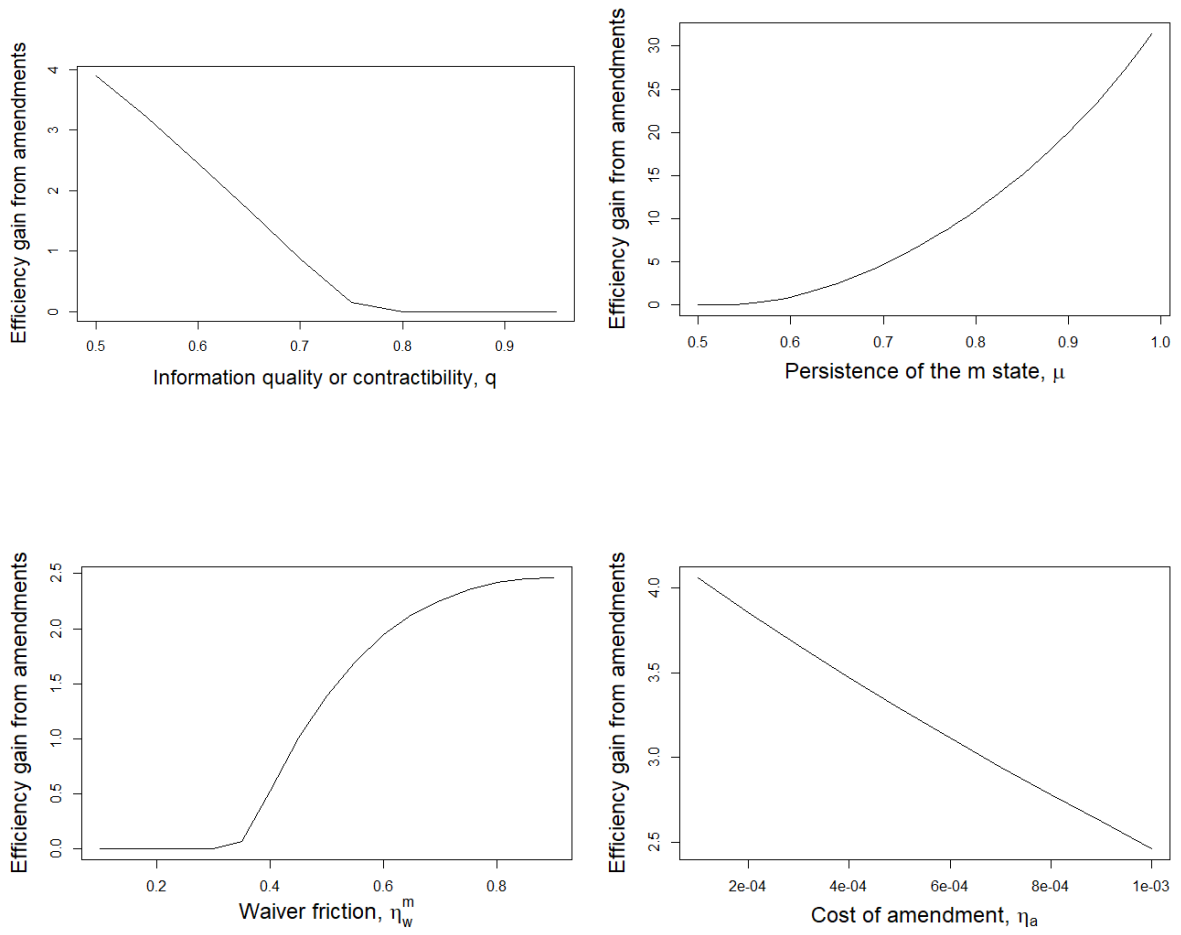 Efficiency gain from amendments
4
3
2
1
0
0.5 0.6 0.7 0.8 0.9
Information quality or contractibility, q
Efficiency gain from amendments
30
25
20
15
10
5
0
0.5 0.6 0.7 0.8 0.9 1.0
Persistence of the m state, μ
Efficiency gain from amendments
2.5
2.0
1.5
1.0
0.5
0.0
0.2 0.4 0.6 0.8
Waiver friction, η_w^m
Efficiency gain from amendments
4.0
3.5
3.0
2.5
2e-04 4e-04 6e-04 8e-04 1e-03
Cost of amendment, η_a